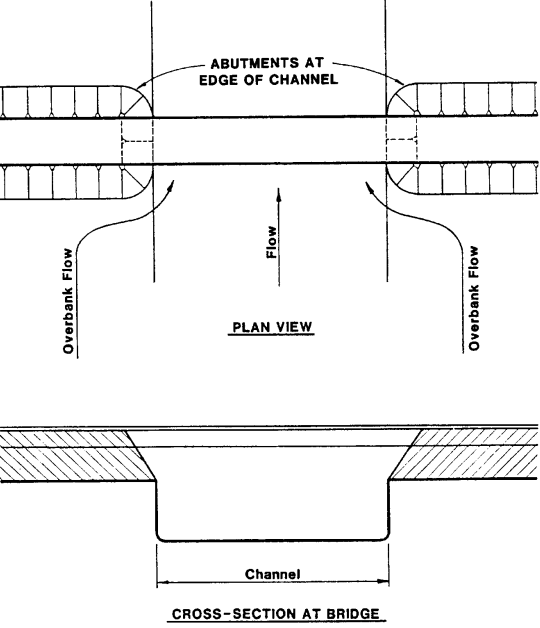 ABUTMENTS AT
EDGE OF CHANNEL
Overbank Flow
Flow
Overbank Flow
PLAN VIEW
Channel
CROSS-SECTION AT BRIDGE